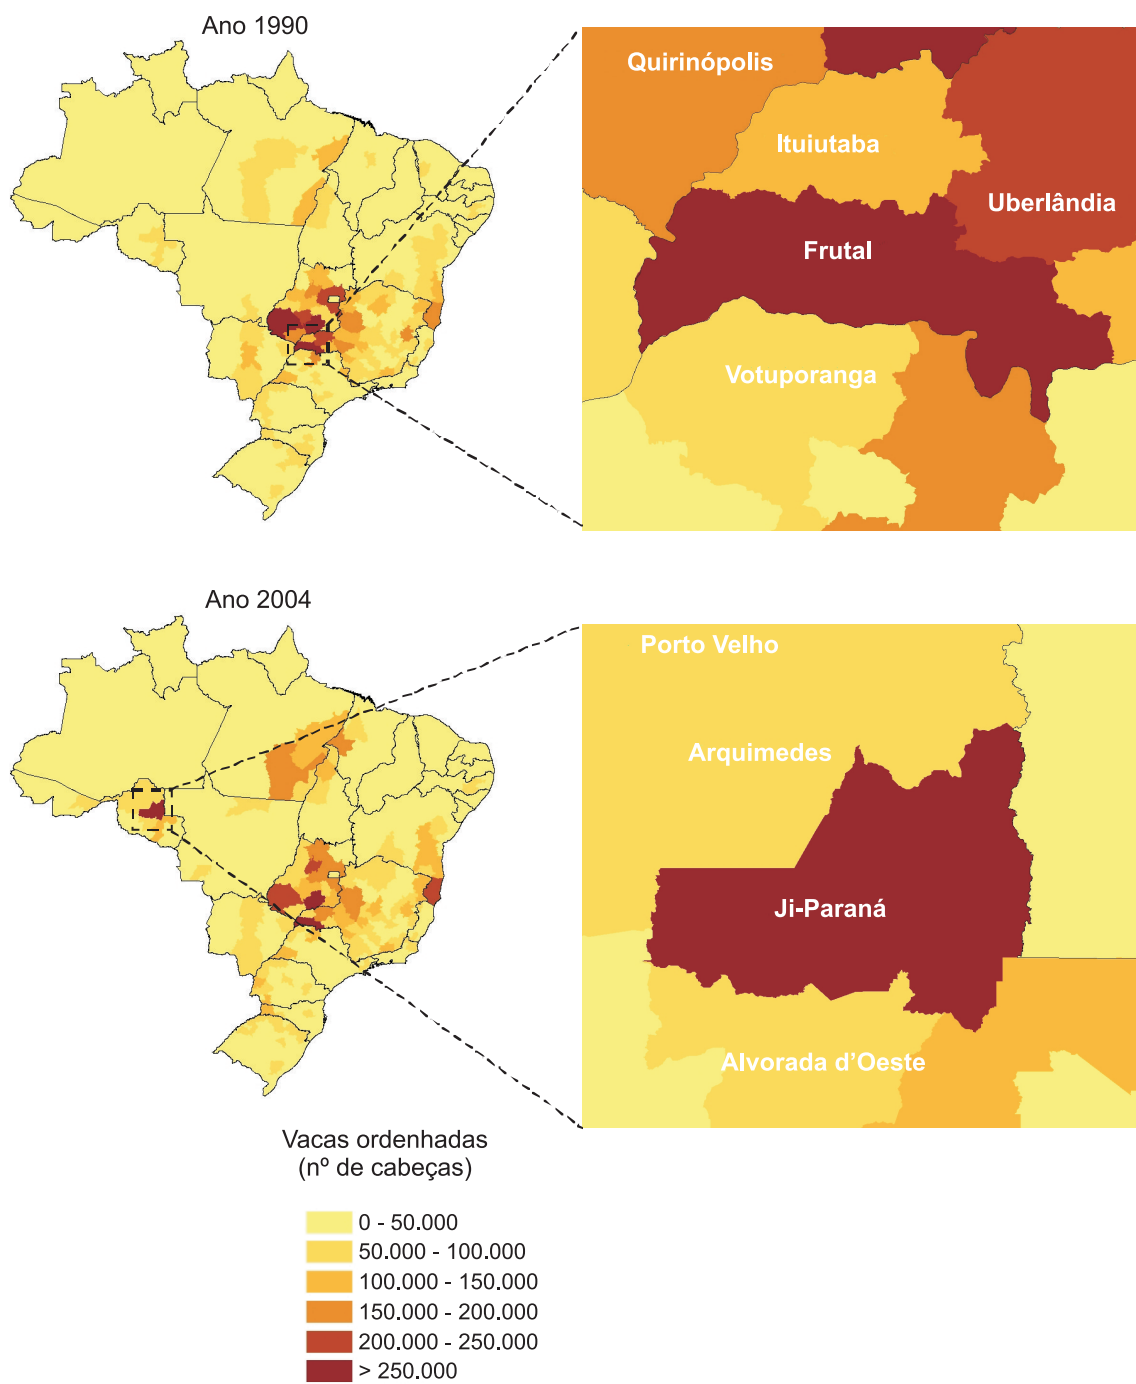 Ano 1990
Quirinópolis
Ituiutaba
Uberlândia
Frutal
Votuporanga
Ano 2004
Porto Velho
Arquimedes
Ji-Paraná
Alvorada d’Oeste
Vacas ordenhadas
(nº de cabeças)
0 - 50.000
50.000 - 100.000
100.000 - 150.000
150.000 - 200.000
200.000 - 250.000
> 250.000